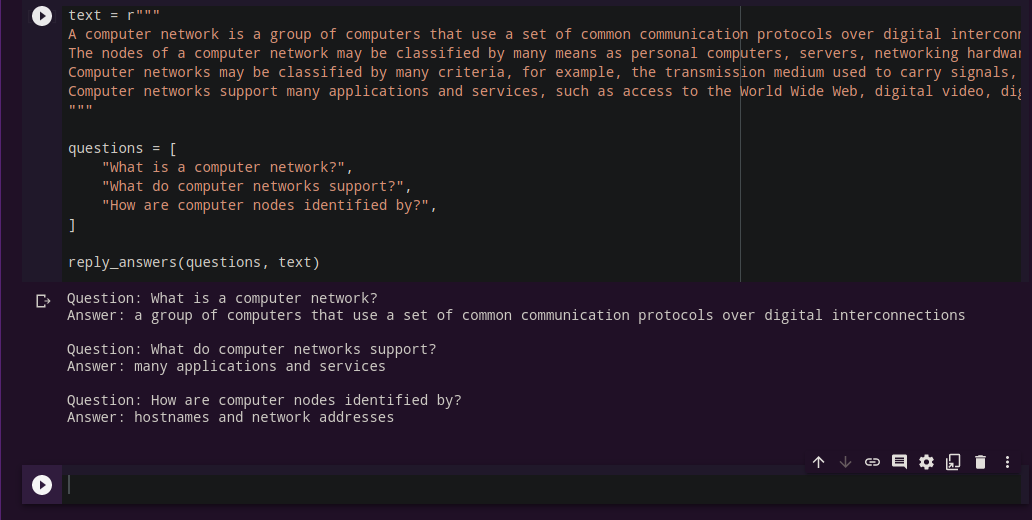 text = r"""
A computer network is a group of computers that use a set of common communication protocols over digital interconn
The nodes of a computer network may be classified by many means as personal computers, servers, networking hardwar
Computer networks may be classified by many criteria, for example, the transmission medium used to carry signals,
Computer networks support many applications and services, such as access to the World Wide Web, digital video, dig
"""
questions = [
"What is a computer network?",
"What do computer networks support?",
"How are computer nodes identified by?",
]
reply_answers(questions, text)
Question: What is a computer network?
Answer: a group of computers that use a set of common communication protocols over digital interconnections
Question: What do computer networks support?
Answer: many applications and services
Question: How are computer nodes identified by?
Answer: hostnames and network addresses